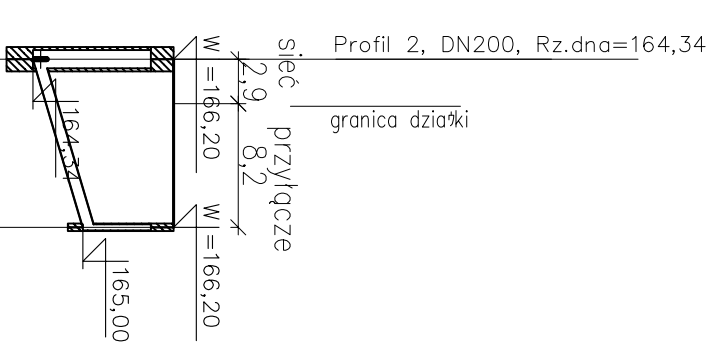 Profil 2, DN200, Rz.dna=164,34
granica działki
sieć
przyłącze
2,9
8,2
W =166,20
W =166,20
164,34
165,00